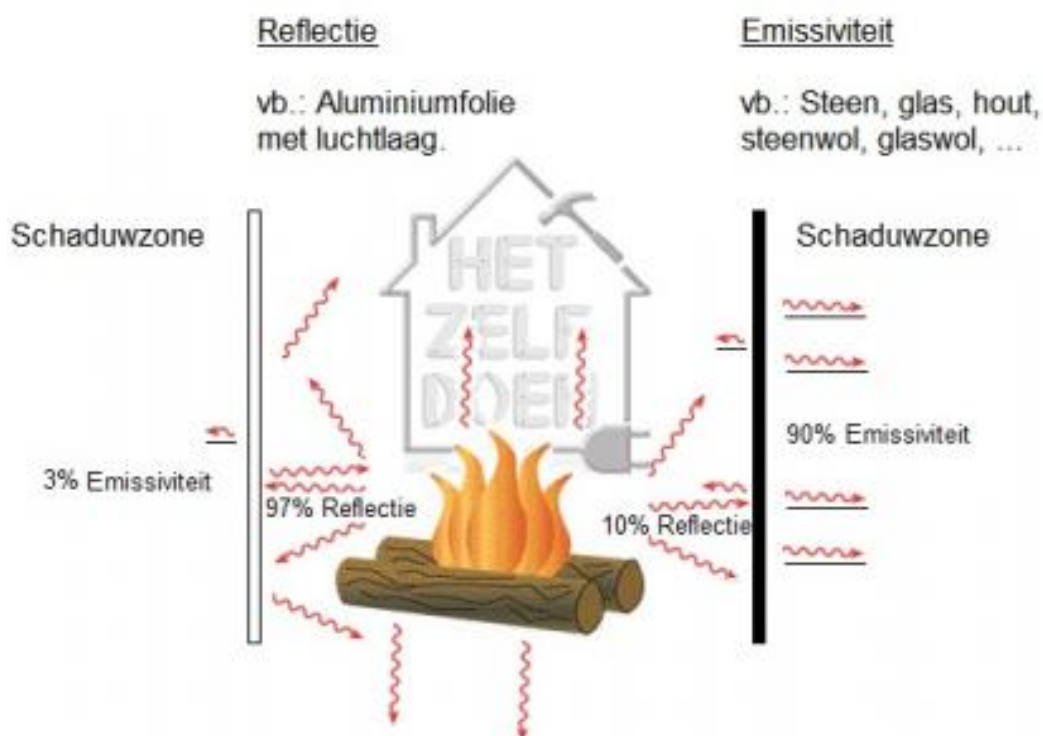 Reflectie
vb.: Aluminiumfolie
met luchtlaag.
Emissiviteit
vb.: Steen, glas, hout,
steenwol, glaswol, ...
Schaduwzone
HET
ZELF
DOEN
Schaduwzone
3% Emissiviteit
97% Reflectie
10% Reflectie
90% Emissiviteit